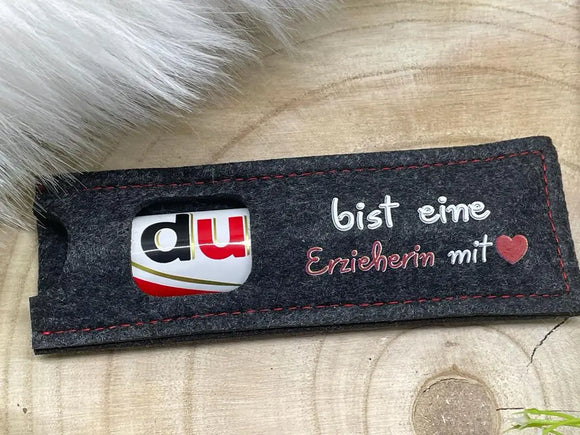 du
bist eine
Erzieherin mit